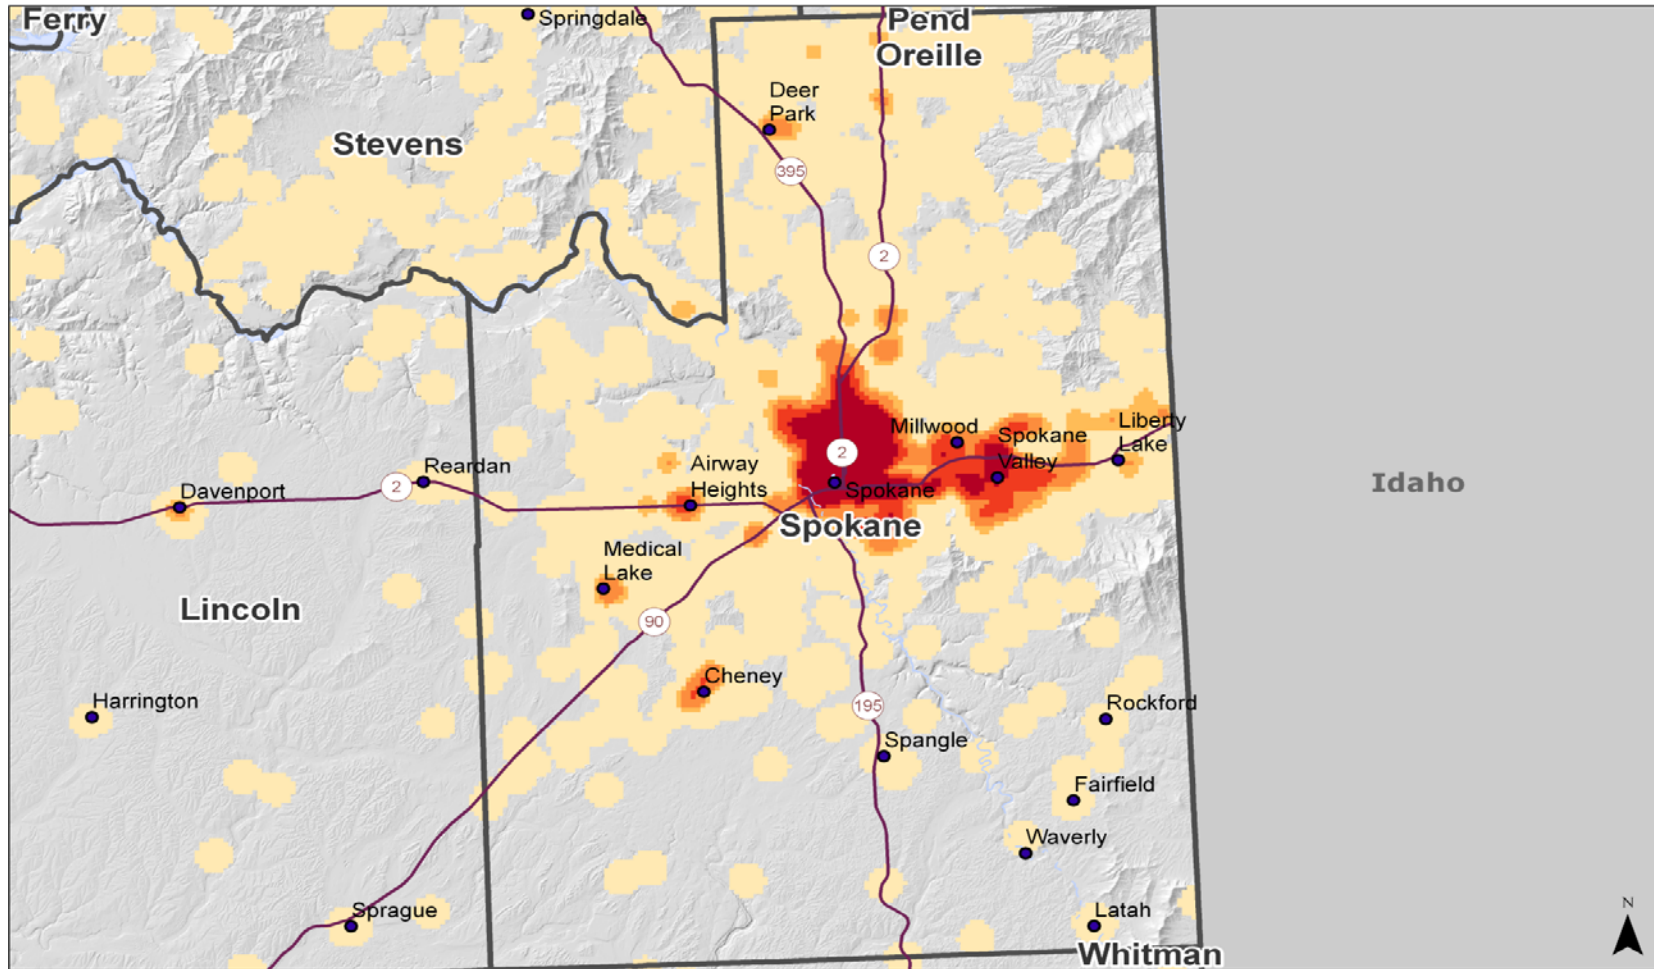 Ferry
Springdale
Pend
Oreille
Deer
Park
Stevens
395
2
Millwood
Liberty
Lake
Spokane
Valley
2
Airway
Heights
Reardan
2
Davenport
Spokane
Idaho
Spokane
Medical
Lake
Lincoln
90
Cheney
Harrington
195
Rockford
Spangle
Fairfield
Waverly
Sprague
Latah
N
Whitman